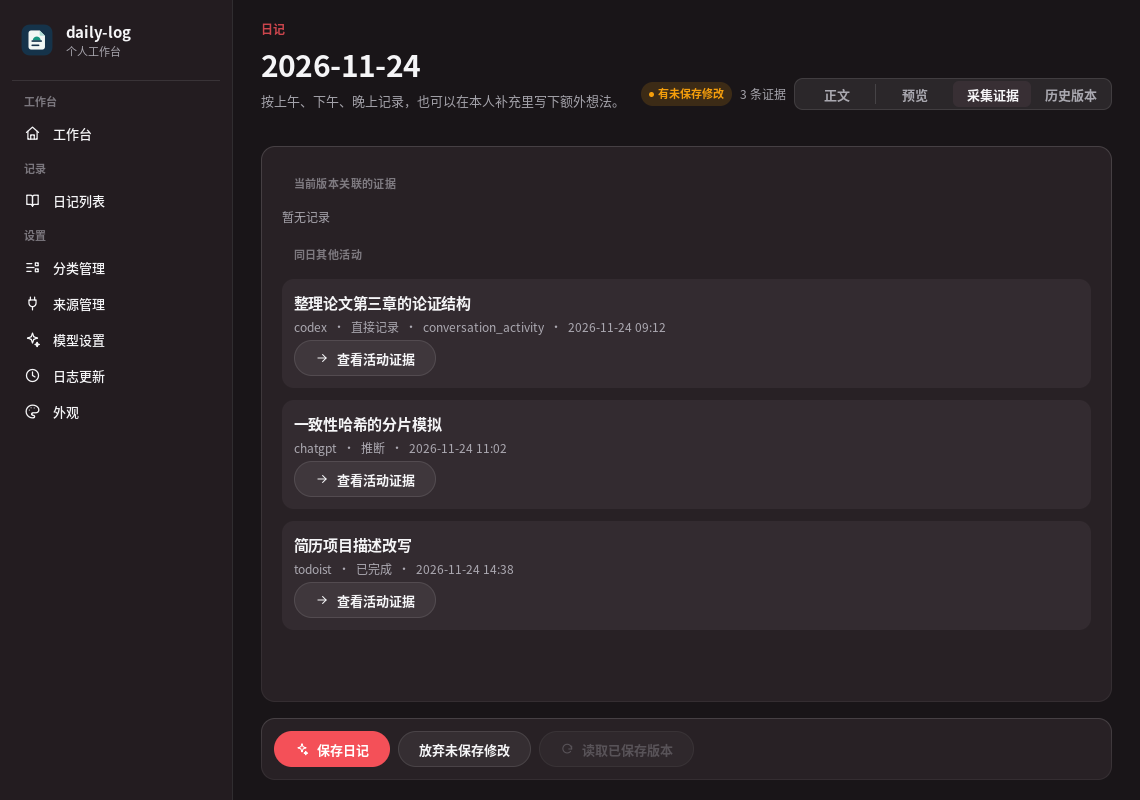 daily-log
个人工作台
工作台
工作台
记录
日记列表
设置
分类管理
来源管理
模型设置
日志更新
外观
日记
2026-11-24
按上午、下午、晚上记录，也可以在本人补充里写下额外想法。
有未保存修改
3 条证据
正文
预览
采集证据
历史版本
当前版本关联的证据
暂无记录
同日其他活动
整理论文第三章的论证结构
codex · 直接记录 · conversation_activity · 2026-11-24 09:12
查看活动证据
一致性哈希的分片模拟
chatgpt · 推断 · 2026-11-24 11:02
查看活动证据
简历项目描述改写
todoist · 已完成 · 2026-11-24 14:38
查看活动证据
保存日记
放弃未保存修改
读取已保存版本